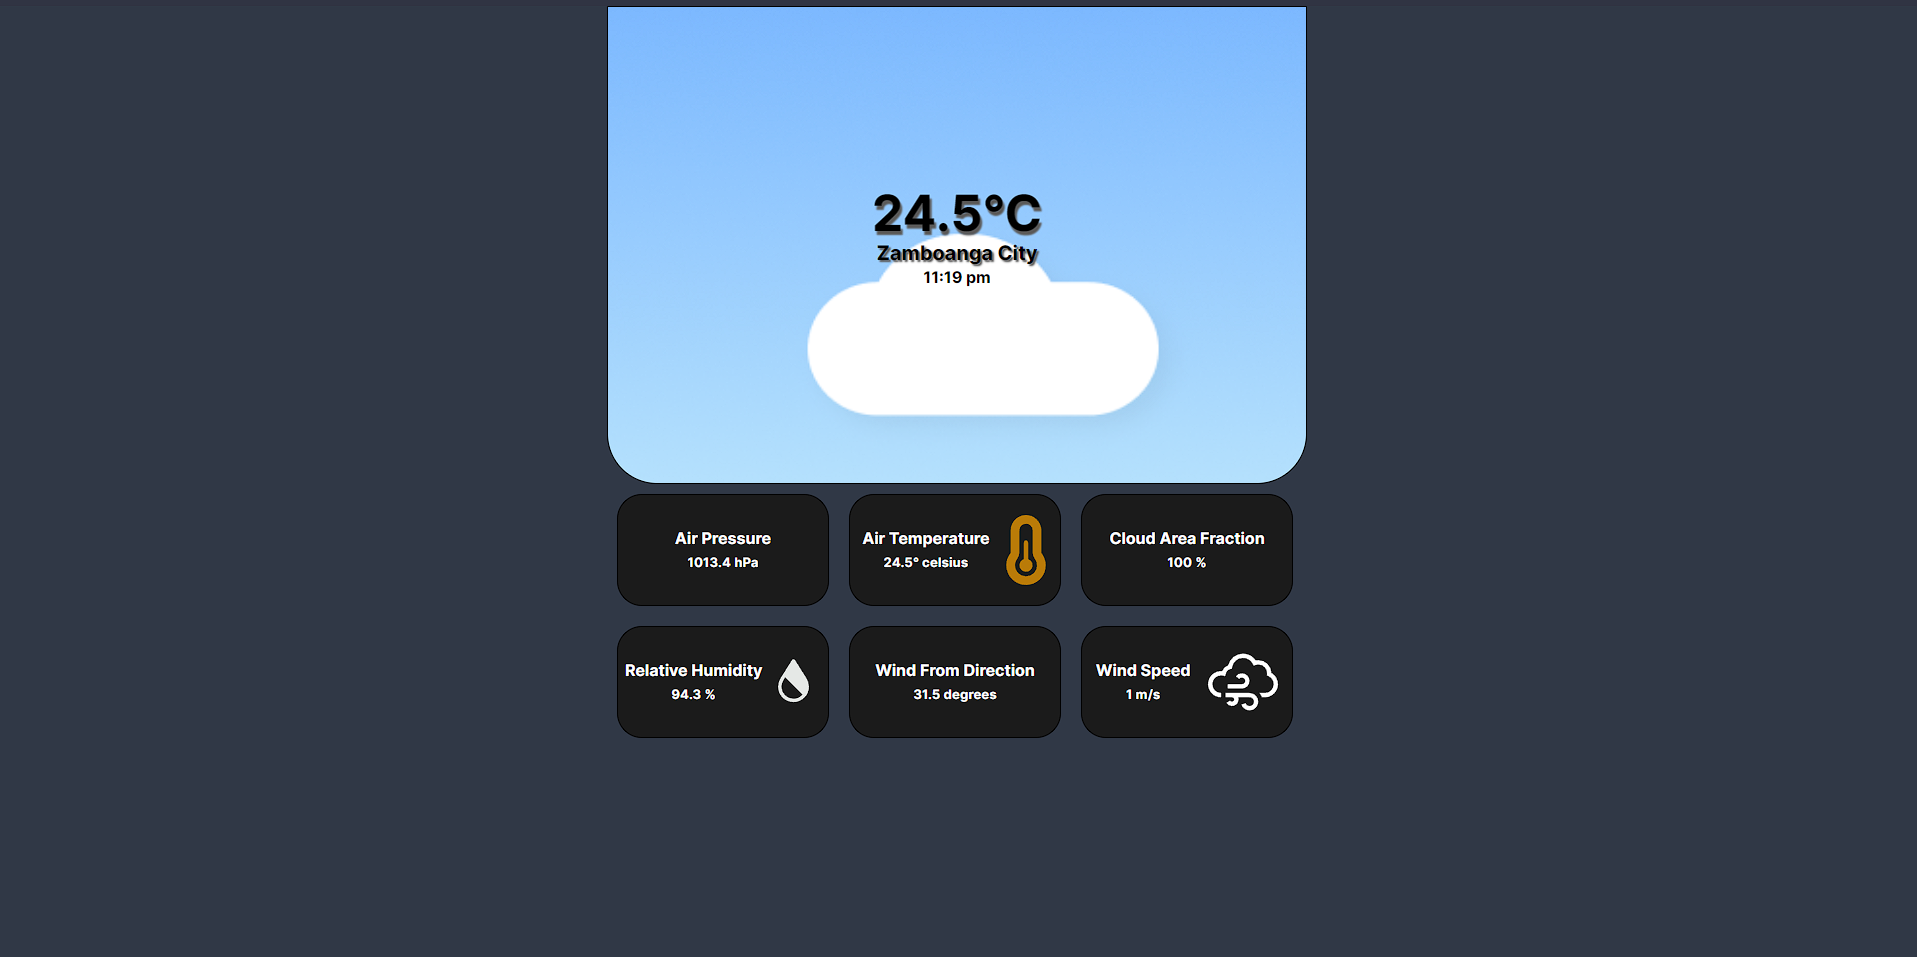 24.5°C
Zamboanga City
11:19 pm
Air Pressure
1013.4 hPa
Air Temperature
24.5° celsius
Cloud Area Fraction
100 %
Relative Humidity
94.3 %
Wind From Direction
31.5 degrees
Wind Speed
1 m/s